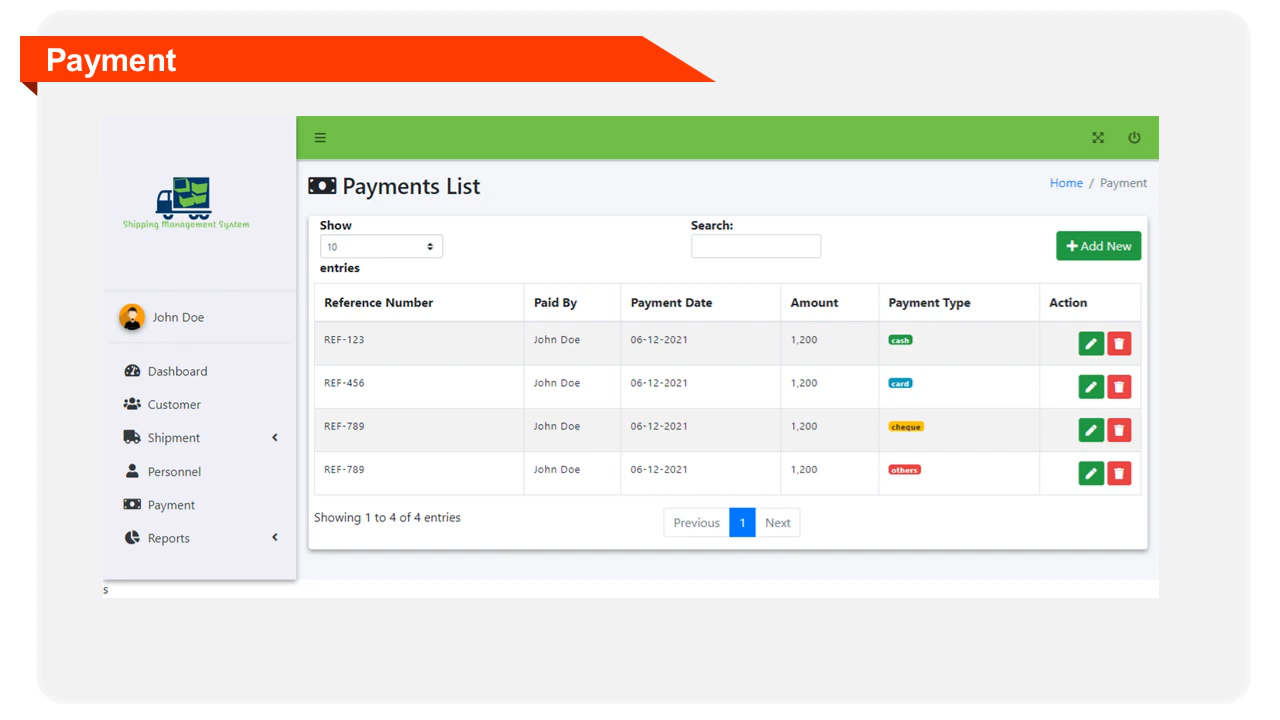 Payment
Shipping Management System
John Doe
Dashboard
Customer
Shipment
Personnel
Payment
Reports
s
Payments List
Home / Payment
Show
10
entries
Search:
Add New
Reference Number Paid By Payment Date Amount Payment Type Action
REF-123 John Doe 06-12-2021 1,200 cash
REF-456 John Doe 06-12-2021 1,200 card
REF-789 John Doe 06-12-2021 1,200 cheque
REF-789 John Doe 06-12-2021 1,200 others
Showing 1 to 4 of 4 entries
Previous 1 Next